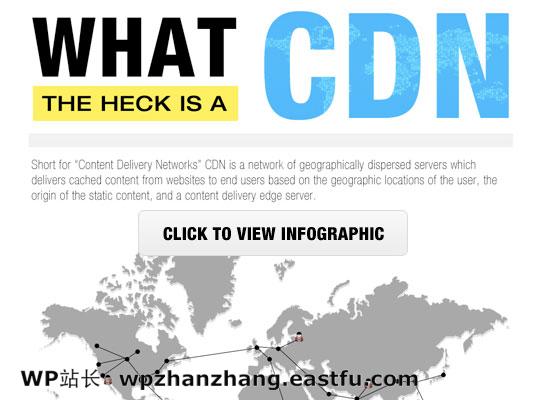 WHAT CDN
THE HECK IS A
Short for “Content Delivery Networks” CDN is a network of geographically dispersed servers which
delivers cached content from websites to end users based on the geographic locations of the user, the
origin of the static content, and a content delivery edge server.
CLICK TO VIEW INFOGRAPHIC
WP站长 wpzhanzhang.eastfu.com